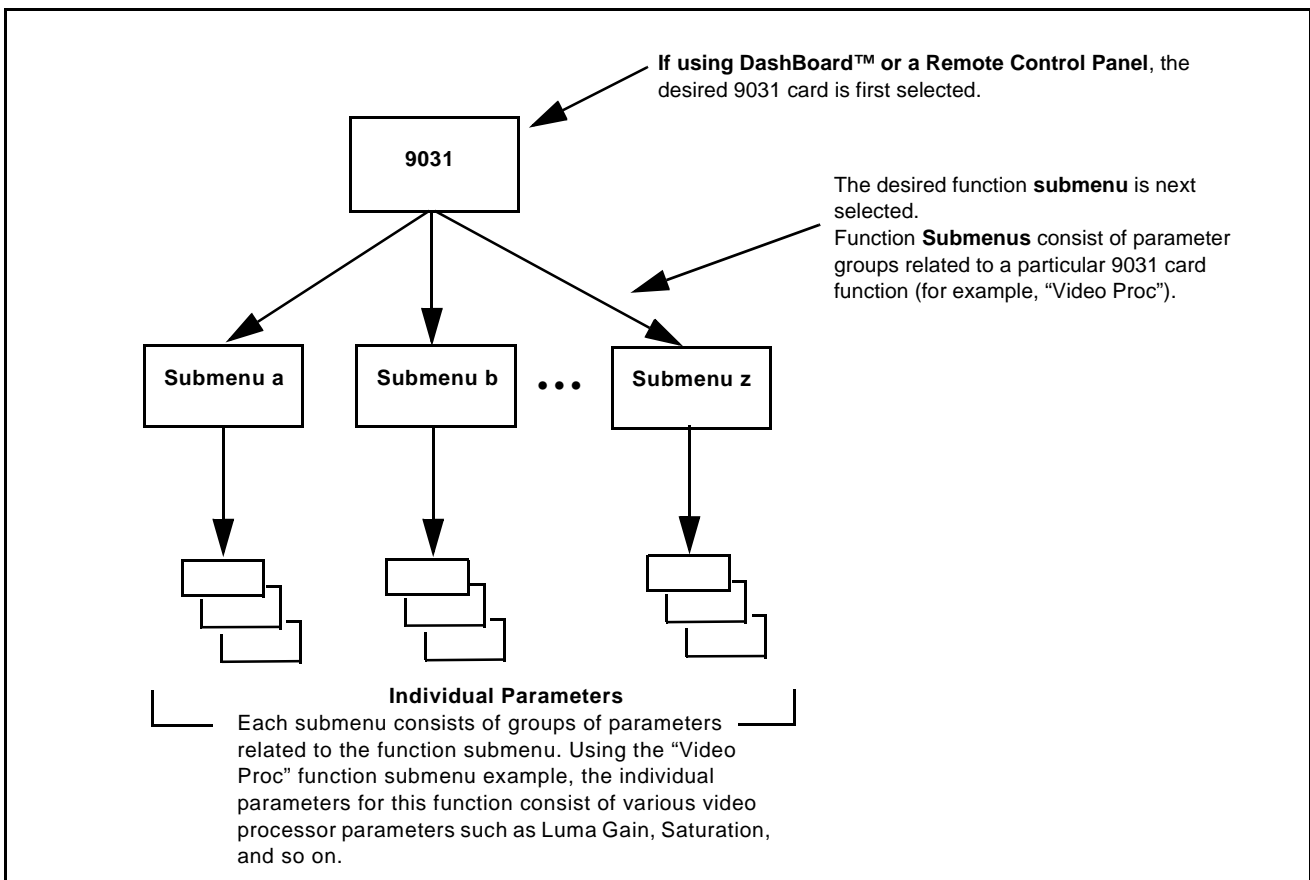 If using DashBoard™ or a Remote Control Panel, the
desired 9031 card is first selected.
9031
The desired function submenu is next
selected.
Function Submenus consist of parameter
groups related to a particular 9031 card
function (for example, “Video Proc”).
Submenu a
Submenu b
•••
Submenu z
Individual Parameters
Each submenu consists of groups of parameters
related to the function submenu. Using the “Video
Proc” function submenu example, the individual
parameters for this function consist of various video
processor parameters such as Luma Gain, Saturation,
and so on.